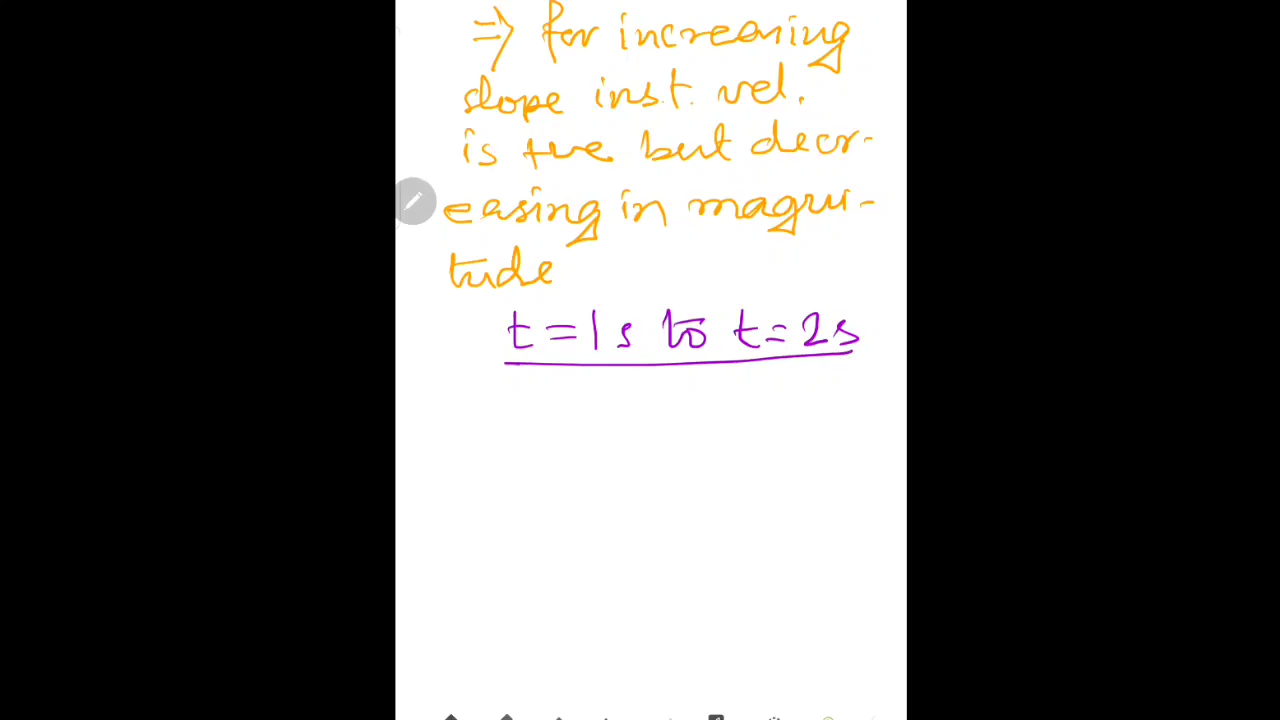 ⇒ for increasing
slope inst. vel.
is +ve but decr-
easing in magni-
tude
t=1s to t=2s